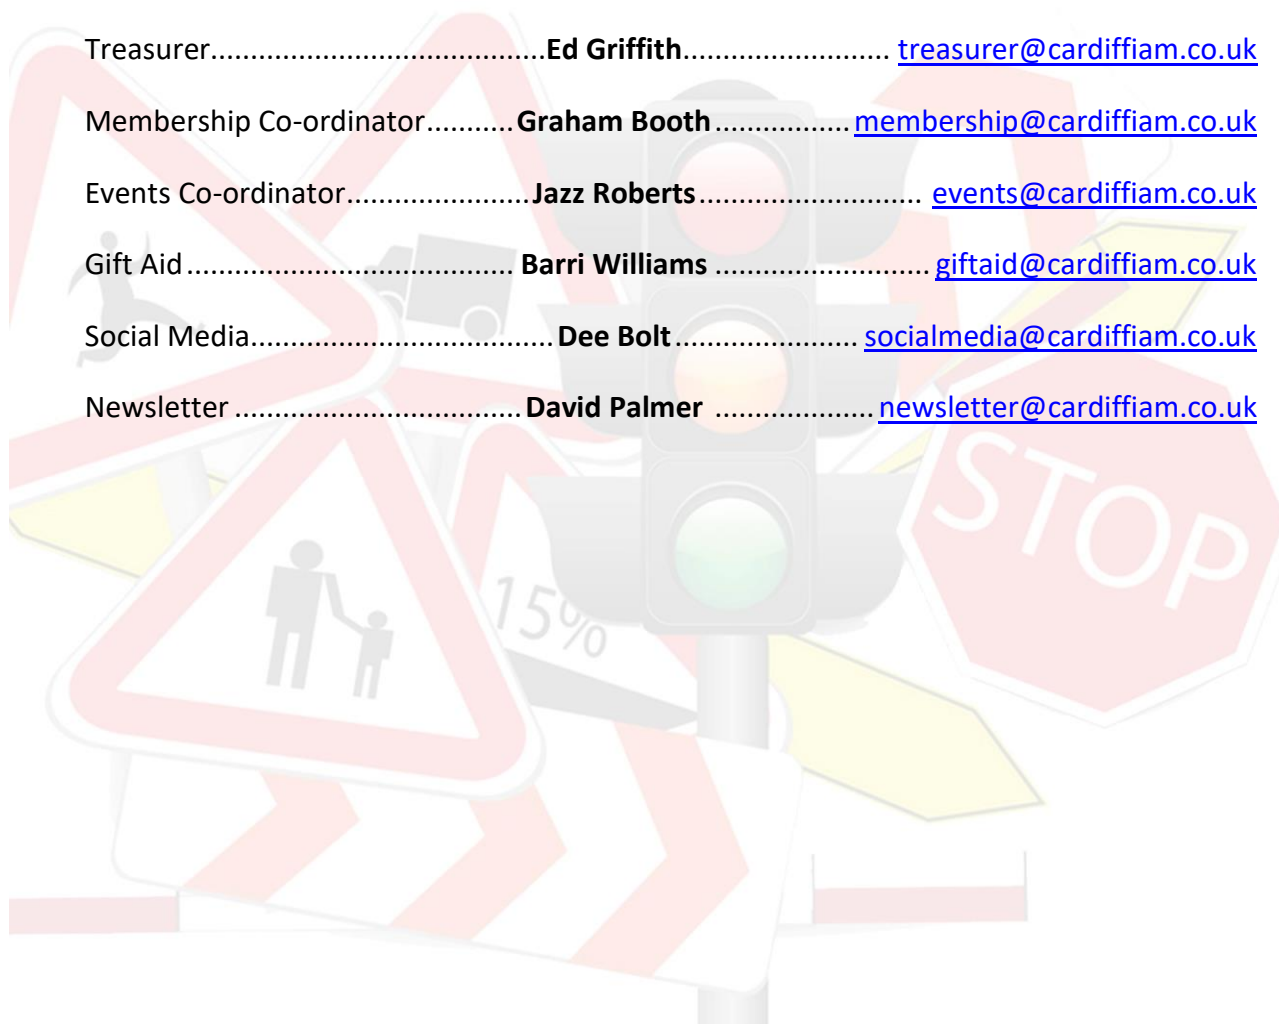 Treasurer..........................................Ed Griffith.......................... treasurer@cardiffiam.co.uk
Membership Co-ordinator...........Graham Booth................. membership@cardiffiam.co.uk
Events Co-ordinator.......................Jazz Roberts............................ events@cardiffiam.co.uk
Gift Aid......................................... Barri Williams ........................... giftaid@cardiffiam.co.uk
Social Media......................................Dee Bolt....................... socialmedia@cardiffiam.co.uk
Newsletter ....................................David Palmer .................... newsletter@cardiffiam.co.uk
STOP
15%